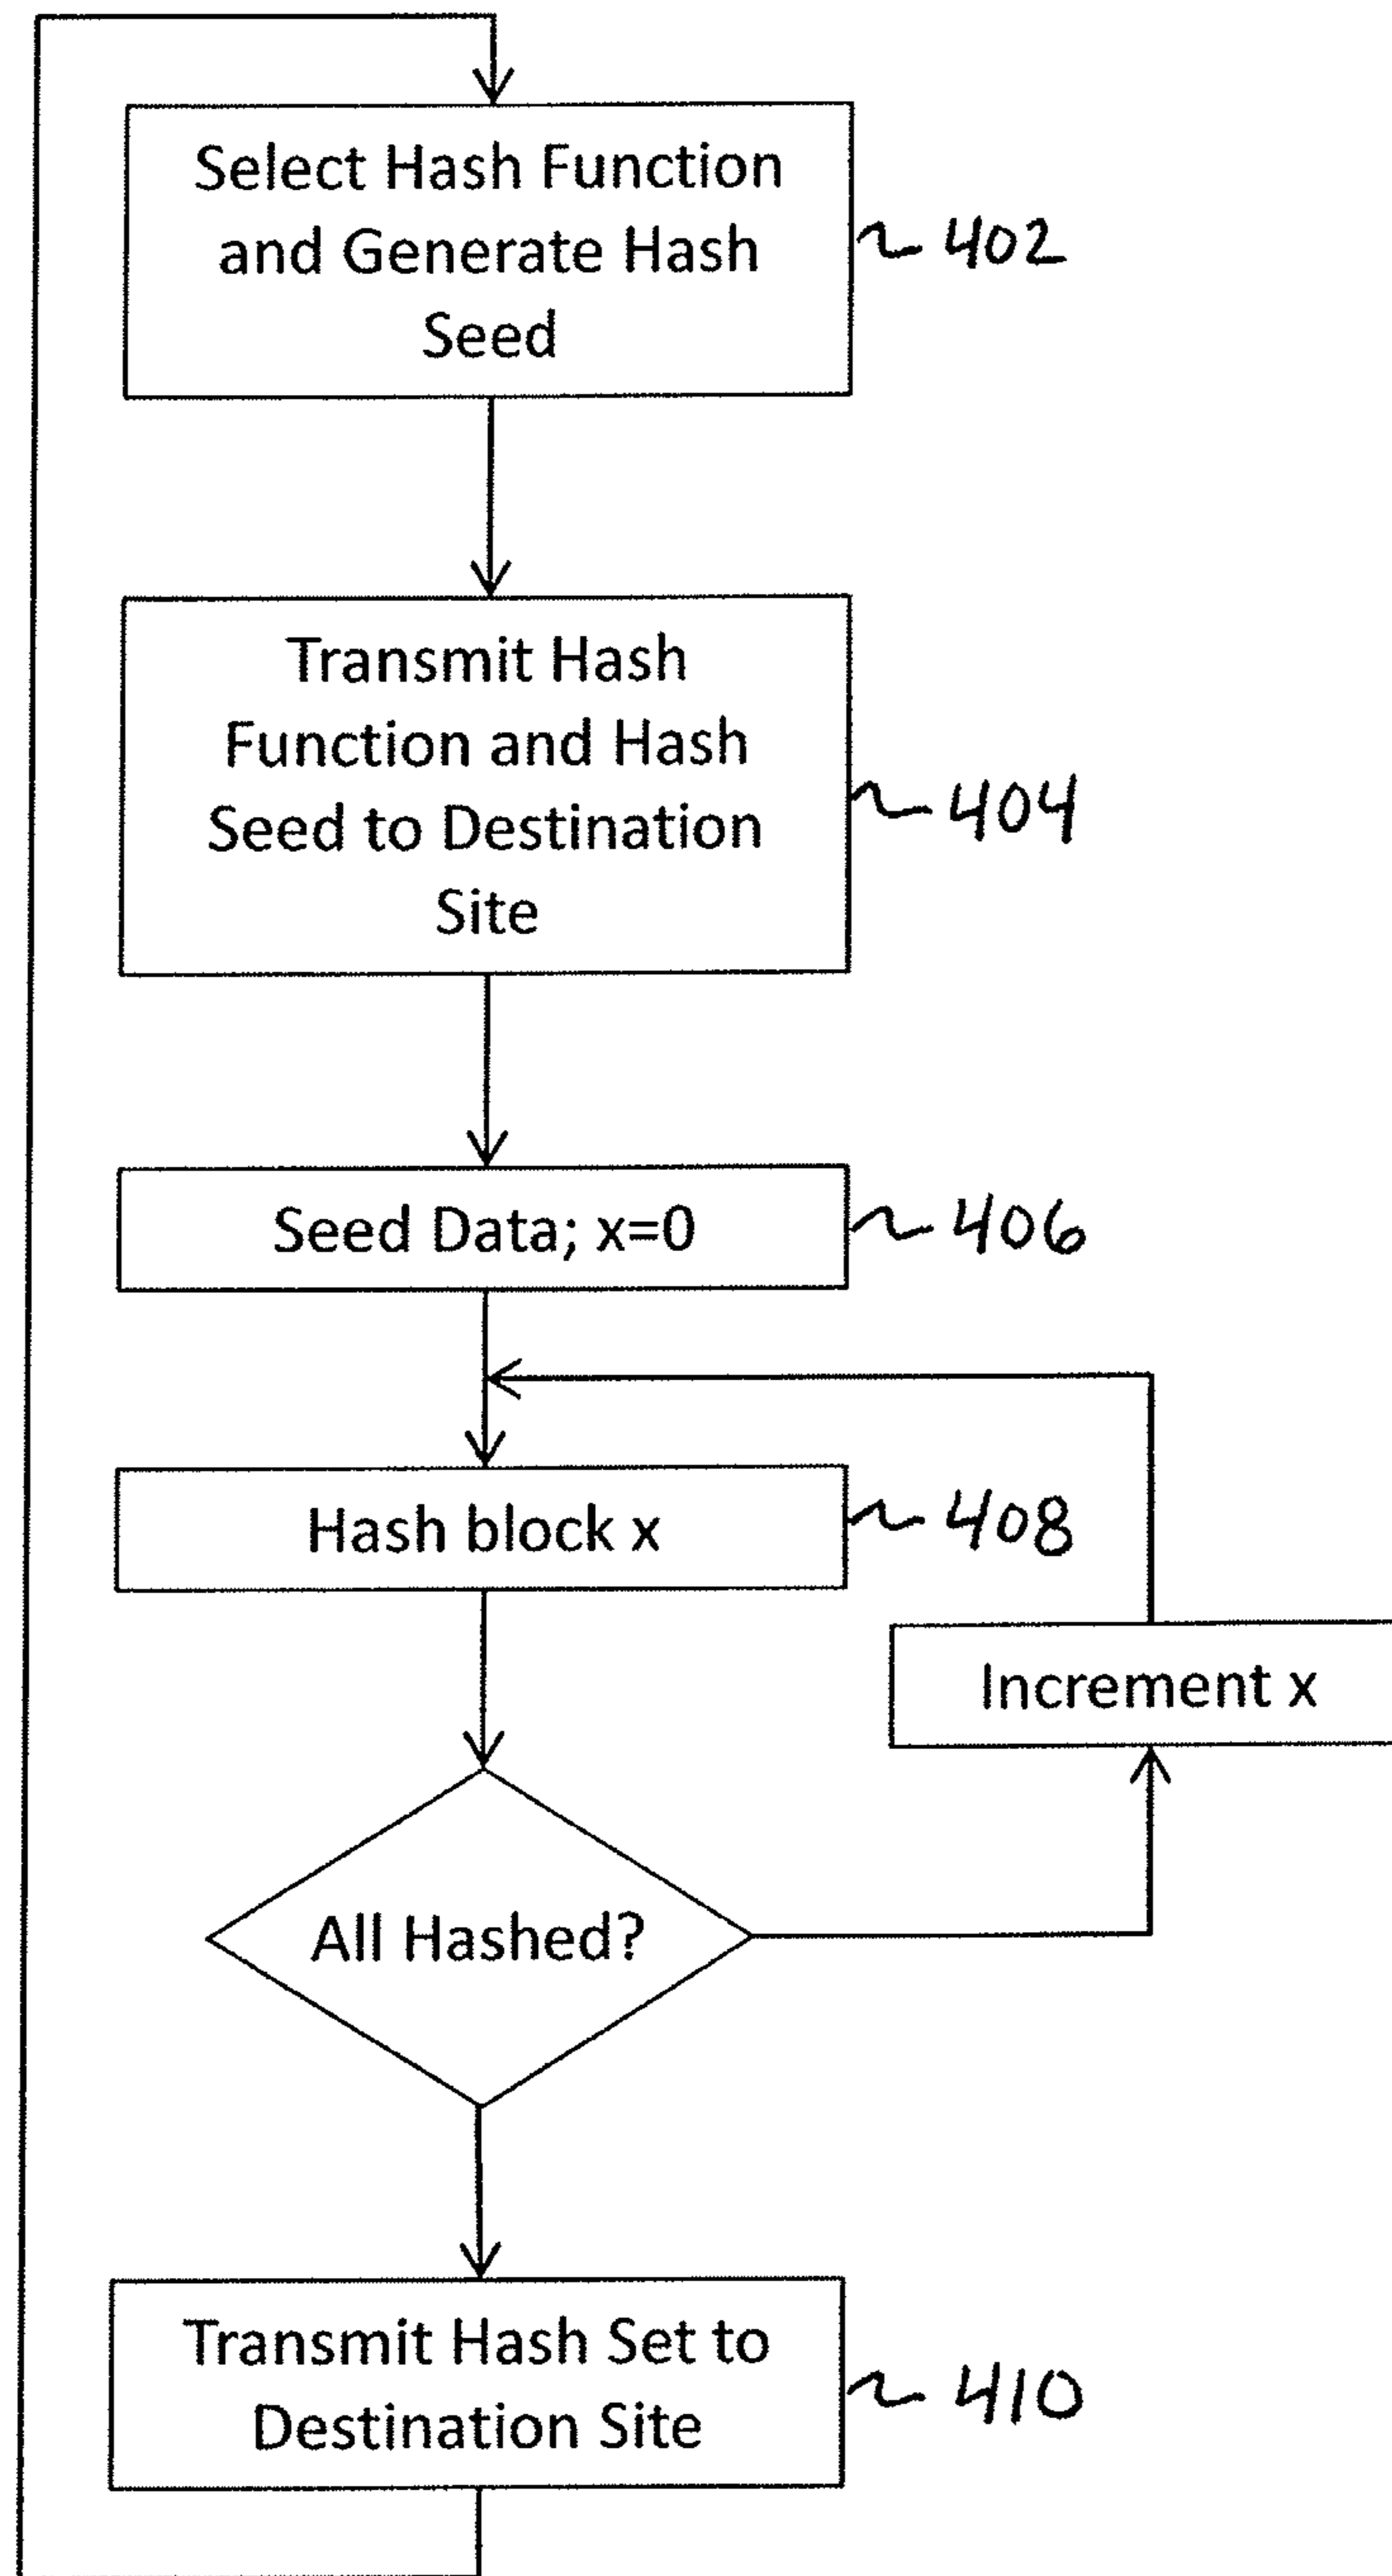 Select Hash Function
and Generate Hash
Seed
402
Transmit Hash
Function and Hash
Seed to Destination
Site
404
Seed Data; x=0
406
Hash block x
408
Increment x
All Hashed?
Transmit Hash Set to
Destination Site
410